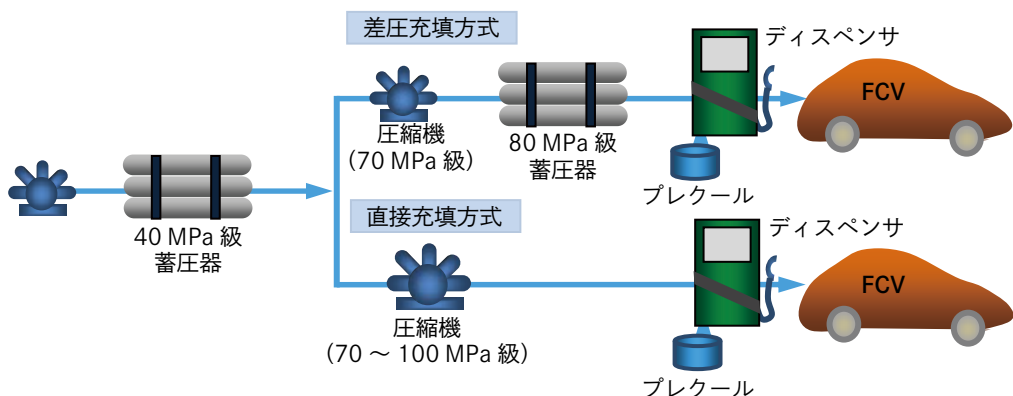 差圧充填方式
ディスペンサ
FCV
圧縮機
(70 MPa 級)
80 MPa 級
蓄圧器
プレクール
40 MPa 級
蓄圧器
直接充填方式
ディスペンサ
FCV
圧縮機
(70 ～ 100 MPa 級)
プレクール